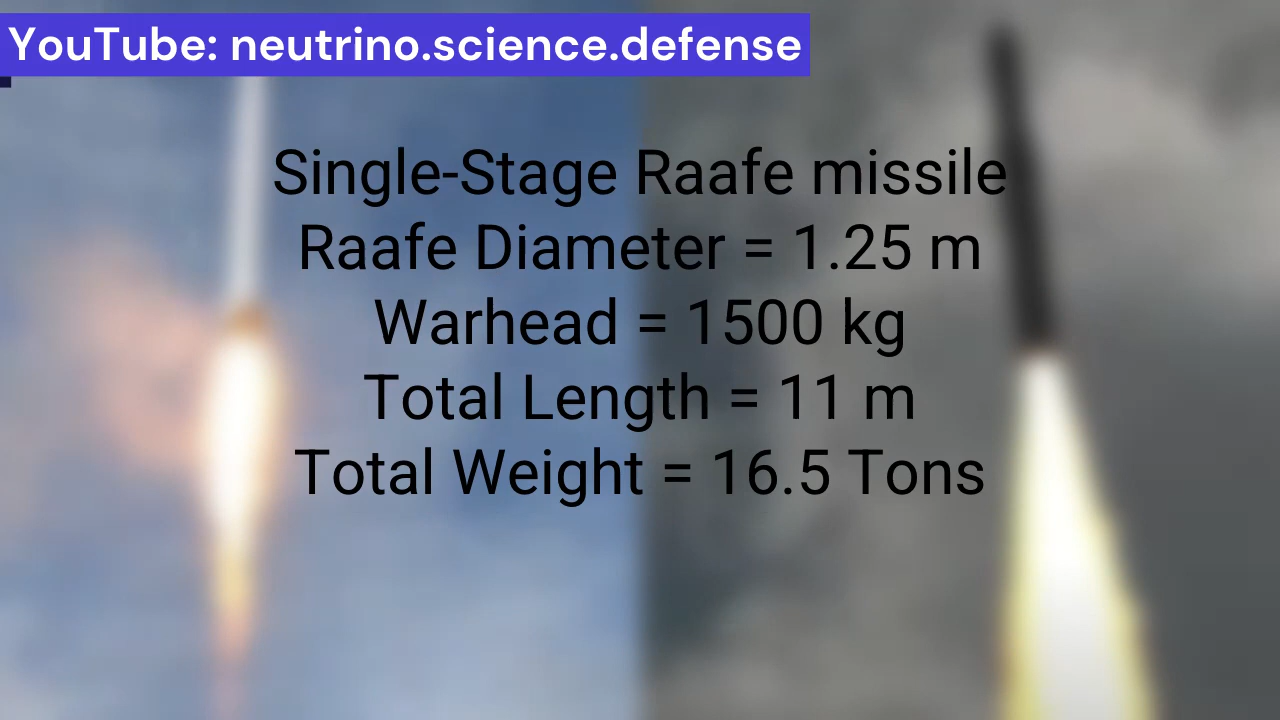 YouTube: neutrino.science.defense
Single-Stage Raafe missile
Raafe Diameter = 1.25 m
Warhead = 1500 kg
Total Length = 11 m
Total Weight = 16.5 Tons